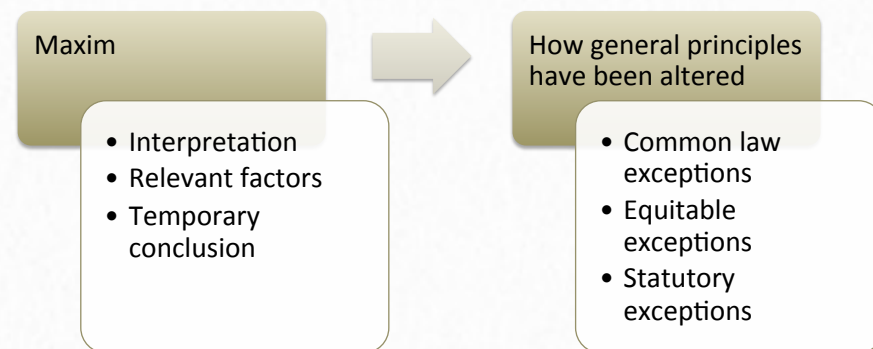 Maxim
• Interpretation
• Relevant factors
• Temporary
conclusion
How general principles
have been altered
• Common law
exceptions
• Equitable
exceptions
• Statutory
exceptions